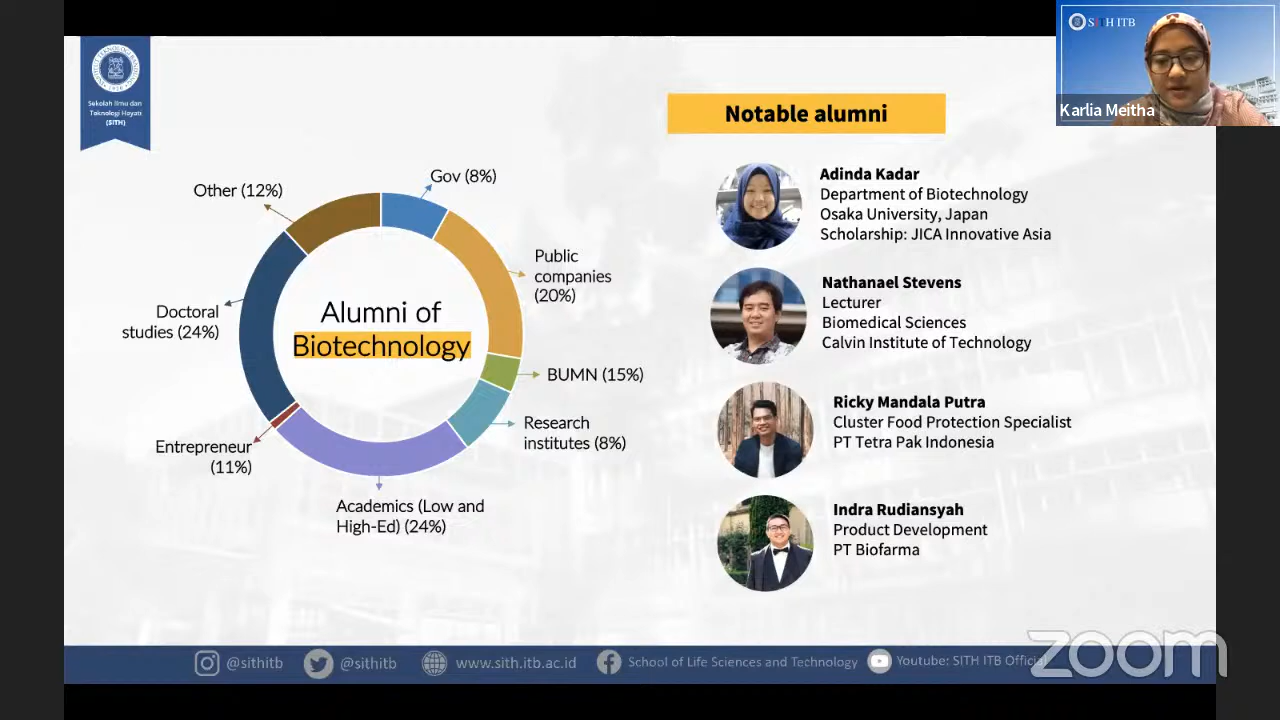 SITH ITB
Karlia Meitha
Sekolah Ilmu dan
Teknologi Hayati
(SITH)
Notable alumni
Other (12%)
Gov (8%)
Public
companies
(20%)
BUMN (15%)
Research
institutes (8%)
Academics (Low and
High-Ed) (24%)
Entrepreneur
(11%)
Doctoral
studies (24%)
Alumni of
Biotechnology
Adinda Kadar
Department of Biotechnology
Osaka University, Japan
Scholarship: JICA Innovative Asia
Nathanael Stevens
Lecturer
Biomedical Sciences
Calvin Institute of Technology
Ricky Mandala Putra
Cluster Food Protection Specialist
PT Tetra Pak Indonesia
Indra Rudiansyah
Product Development
PT Biofarma
@sithitb
@sithitb
www.sith.itb.ac.id
School of Life Sciences and Technology
Youtube: SITH ITB Official
zoom